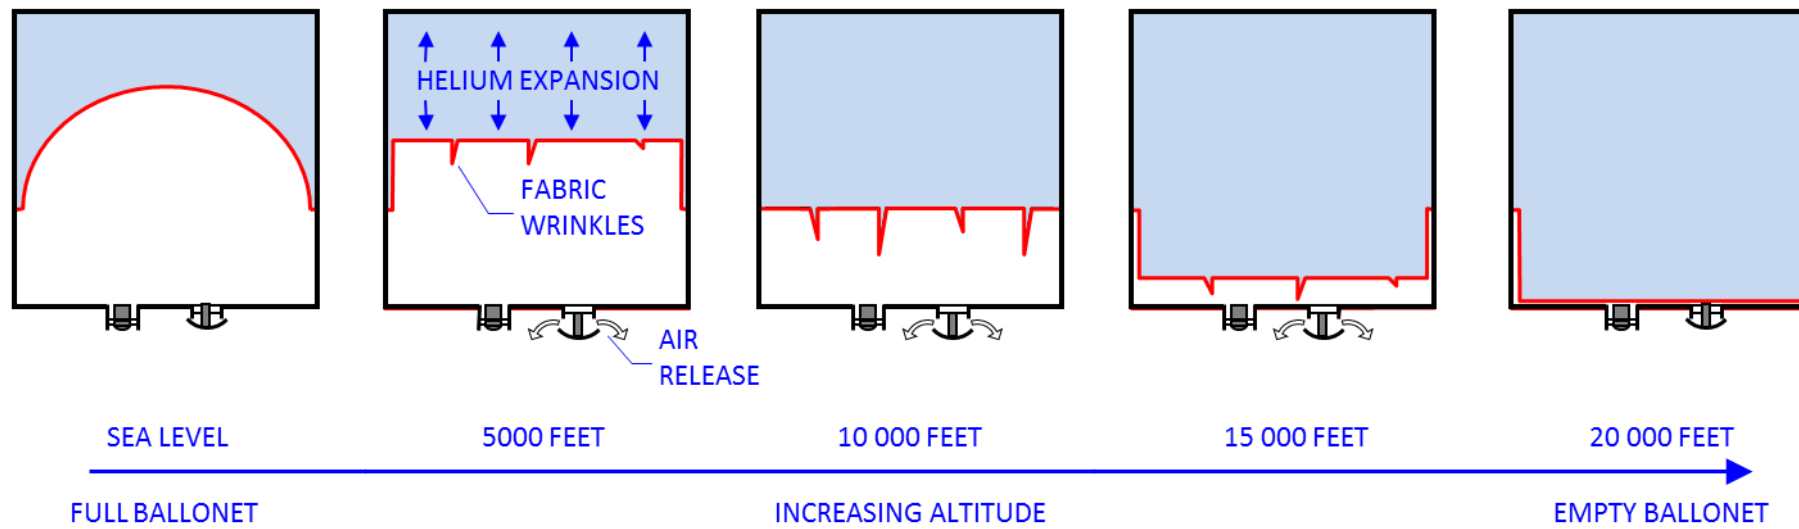 HELIUM EXPANSION
FABRIC
WRINKLES
AIR
RELEASE
SEA LEVEL
5000 FEET
10 000 FEET
15 000 FEET
20 000 FEET
FULL BALLONET
INCREASING ALTITUDE
EMPTY BALLONET